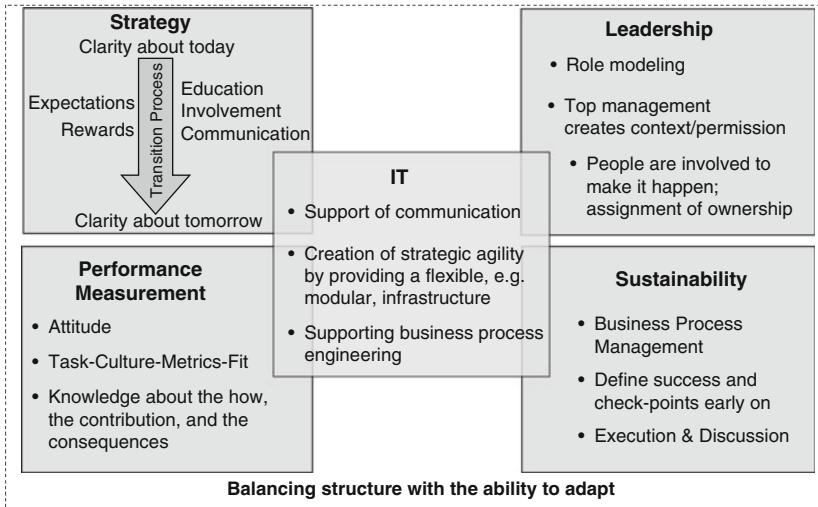 Strategy
Clarity about today
Transition Process
Expectations
Rewards
Education
Involvement
Communication
Clarity about tomorrow
Leadership
• Role modeling
• Top management
creates context/permission
• People are involved to
make it happen;
assignment of ownership
IT
• Support of communication
• Creation of strategic agility
by providing a flexible, e.g.
modular, infrastructure
• Supporting business process
engineering
Performance
Measurement
• Attitude
• Task-Culture-Metrics-Fit
• Knowledge about the how,
the contribution, and the
consequences
Sustainability
• Business Process
Management
• Define success and
check-points early on
• Execution & Discussion
Balancing structure with the ability to adapt